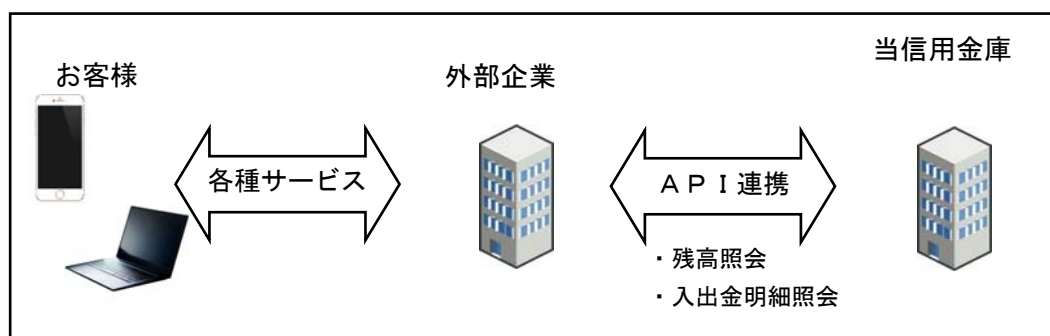 お客様
外部企業
当信用金庫
各種サービス
ＡＰＩ連携
・残高照会
・入出金明細照会